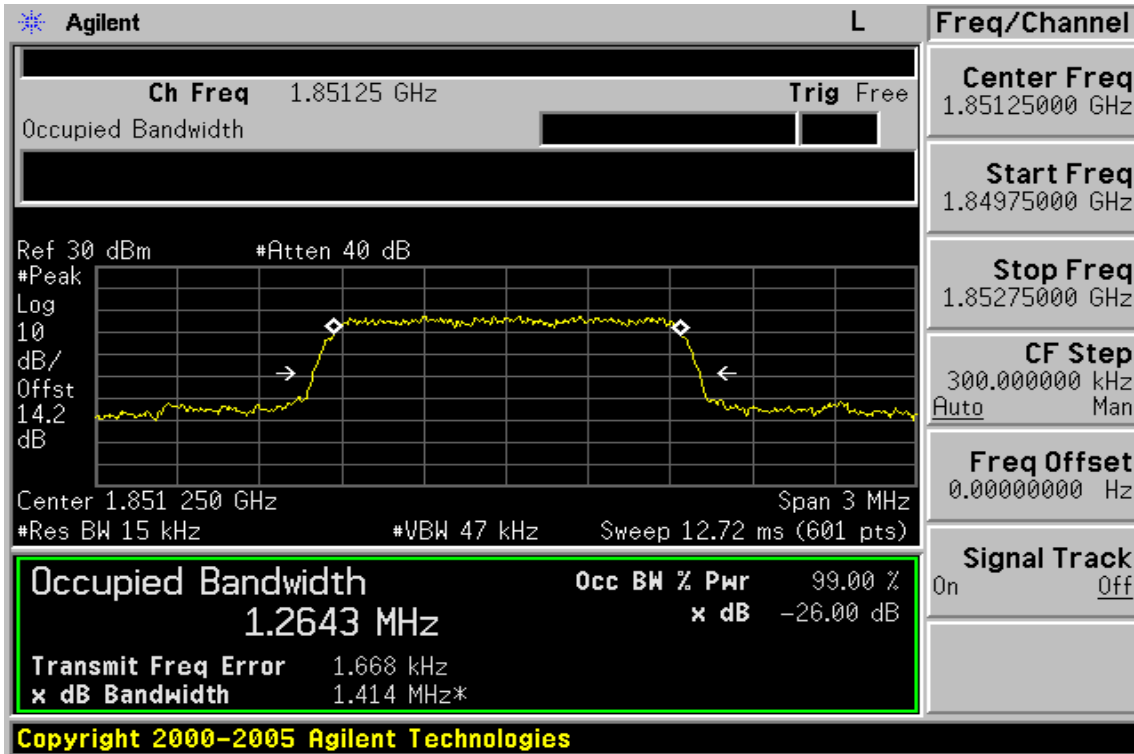 Agilent L
Freq/Channel
Ch Freq 1.85125 GHz Trig Free
Occupied Bandwidth
Center Freq
1.85125000 GHz
Start Freq
1.84975000 GHz
Stop Freq
1.85275000 GHz
CF Step
300.000000 kHz
Auto Man
Freq Offset
0.00000000 Hz
Signal Track
On Off
Ref 30 dBm #Atten 40 dB
#Peak
Log
10
dB/
Offst
14.2
dB
Center 1.851 250 GHz Span 3 MHz
#Res BW 15 kHz #VBW 47 kHz Sweep 12.72 ms (601 pts)
Occupied Bandwidth
1.2643 MHz
Occ BW % Pwr 99.00 %
x dB -26.00 dB
Transmit Freq Error 1.668 kHz
x dB Bandwidth 1.414 MHz*
Copyright 2000-2005 Agilent Technologies